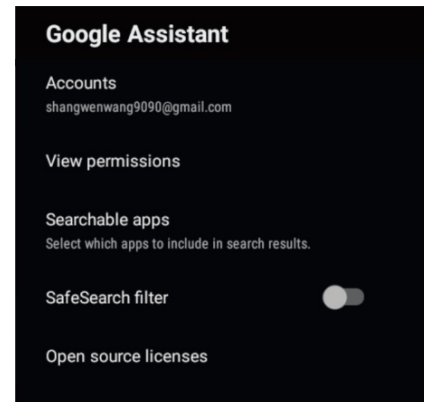 Google Assistant
Accounts
shangwenwang9090@gmail.com
View permissions
Searchable apps
Select which apps to include in search results.
SafeSearch filter
Open source licenses